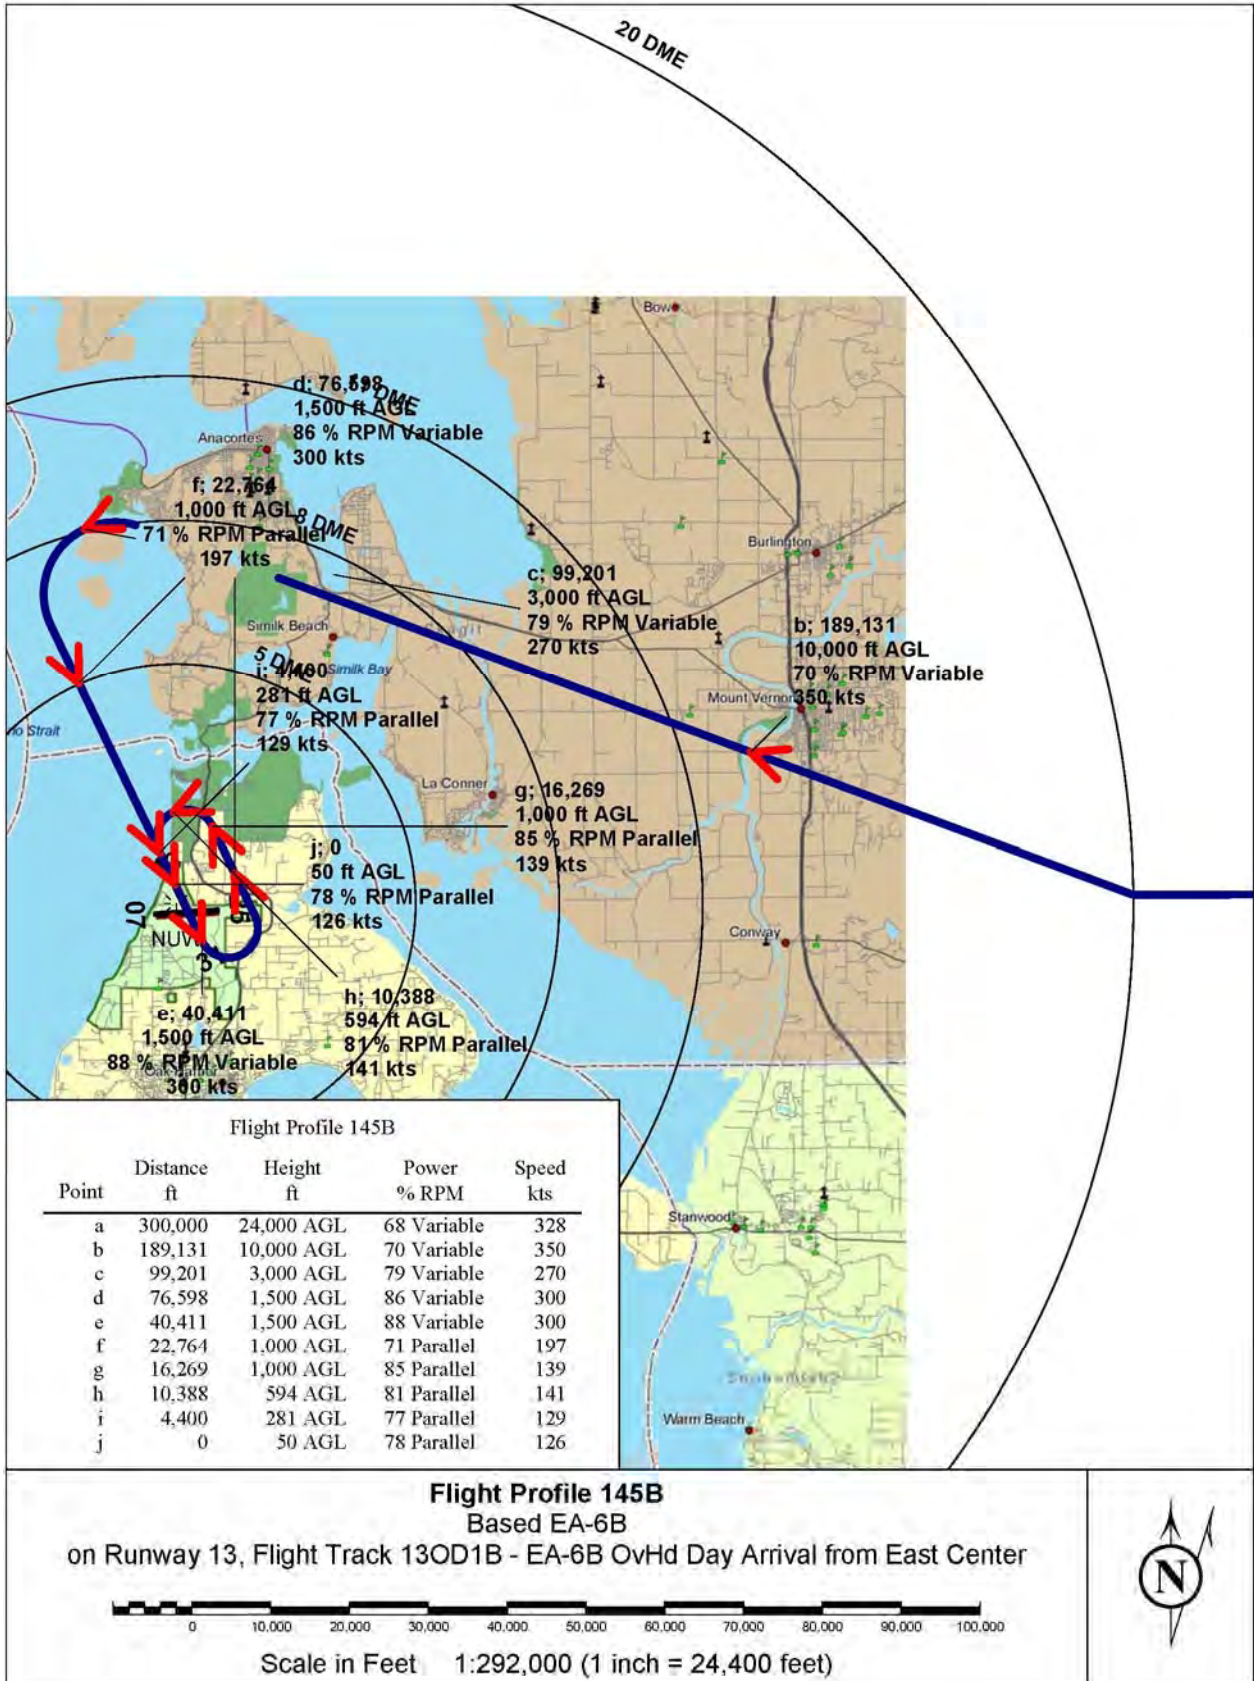 20 DME
Bow
d; 76,598
1,500 ft AGL
86 % RPM Variable
300 kts
DME
Anacortes
f; 22,764
1,000 ft AGL
71 % RPM Parallel
197 kts
8 DME
Burlington
c; 99,201
3,000 ft AGL
79 % RPM Variable
270 kts
b; 189,131
10,000 ft AGL
70 % RPM Variable
350 kts
Similk Beach
Skagit
5 DME
Similk Bay
i; 4,400
281 ft AGL
77 % RPM Parallel
129 kts
Mount Vernon
Strait
La Conner
g; 16,269
1,000 ft AGL
85 % RPM Parallel
139 kts
j; 0
50 ft AGL
78 % RPM Parallel
126 kts
07
NUW
Conway
h; 10,388
594 ft AGL
81 % RPM Parallel
141 kts
e; 40,411
1,500 ft AGL
88 % RPM Variable
300 kts
Flight Profile 145B
Point Distance ft Height ft Power % RPM Speed kts
a 300,000 24,000 AGL 68 Variable 328
b 189,131 10,000 AGL 70 Variable 350
c 99,201 3,000 AGL 79 Variable 270
d 76,598 1,500 AGL 86 Variable 300
e 40,411 1,500 AGL 88 Variable 300
f 22,764 1,000 AGL 71 Parallel 197
g 16,269 1,000 AGL 85 Parallel 139
h 10,388 594 AGL 81 Parallel 141
i 4,400 281 AGL 77 Parallel 129
j 0 50 AGL 78 Parallel 126
Stanwood
Snohomish
Warm Beach
Flight Profile 145B
Based EA-6B
on Runway 13, Flight Track 13OD1B - EA-6B OvHd Day Arrival from East Center
0 10,000 20,000 30,000 40,000 50,000 60,000 70,000 80,000 90,000 100,000
Scale in Feet 1:292,000 (1 inch = 24,400 feet)
N